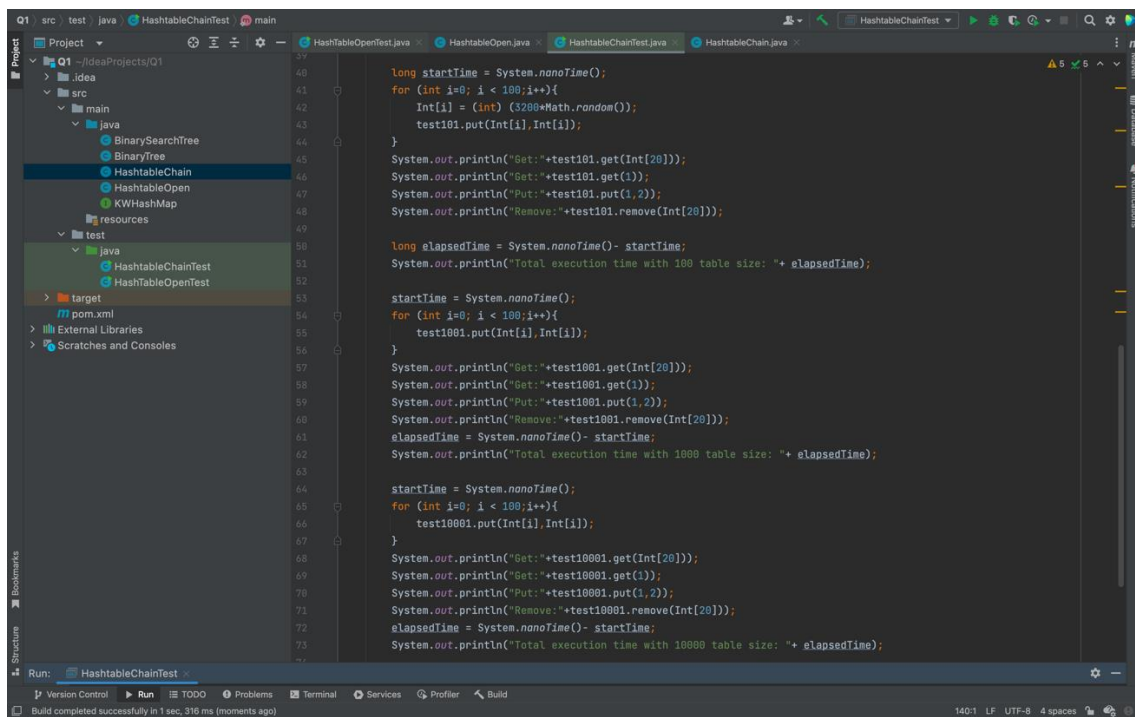 Q1 〉 src 〉 test 〉 java 〉 HashtableChainTest 〉 main
HashtableChainTest
Project
HashTableOpenTest.java HashtableOpen.java HashtableChainTest.java HashtableChain.java
Project
Q1 ~/IdeaProjects/Q1
.idea
src
main
java
BinarySearchTree
BinaryTree
HashtableChain
HashtableOpen
KWHashMap
resources
test
java
HashtableChainTest
HashTableOpenTest
target
pom.xml
External Libraries
Scratches and Consoles
5 5
39
40 long startTime = System.nanoTime();
41 for (int i=0; i < 100;i++){
42 Int[i] = (int) (3200*Math.random());
43 test101.put(Int[i],Int[i]);
44 }
45 System.out.println("Get:"+test101.get(Int[20]));
46 System.out.println("Get:"+test101.get(1));
47 System.out.println("Put:"+test101.put(1,2));
48 System.out.println("Remove:"+test101.remove(Int[20]));
49
50 long elapsedTime = System.nanoTime()- startTime;
51 System.out.println("Total execution time with 100 table size: "+ elapsedTime);
52
53 startTime = System.nanoTime();
54 for (int i=0; i < 100;i++){
55 test1001.put(Int[i],Int[i]);
56 }
57 System.out.println("Get:"+test1001.get(Int[20]));
58 System.out.println("Get:"+test1001.get(1));
59 System.out.println("Put:"+test1001.put(1,2));
60 System.out.println("Remove:"+test1001.remove(Int[20]));
61 elapsedTime = System.nanoTime()- startTime;
62 System.out.println("Total execution time with 1000 table size: "+ elapsedTime);
63
64 startTime = System.nanoTime();
65 for (int i=0; i < 100;i++){
66 test10001.put(Int[i],Int[i]);
67 }
68 System.out.println("Get:"+test10001.get(Int[20]));
69 System.out.println("Get:"+test10001.get(1));
70 System.out.println("Put:"+test10001.put(1,2));
71 System.out.println("Remove:"+test10001.remove(Int[20]));
72 elapsedTime = System.nanoTime()- startTime;
73 System.out.println("Total execution time with 10000 table size: "+ elapsedTime);
Database
Notifications
Bookmarks
Structure
Run: HashtableChainTest
Version Control Run TODO Problems Terminal Services Profiler Build
Build completed successfully in 1 sec, 316 ms (moments ago)
140:1 LF UTF-8 4 spaces